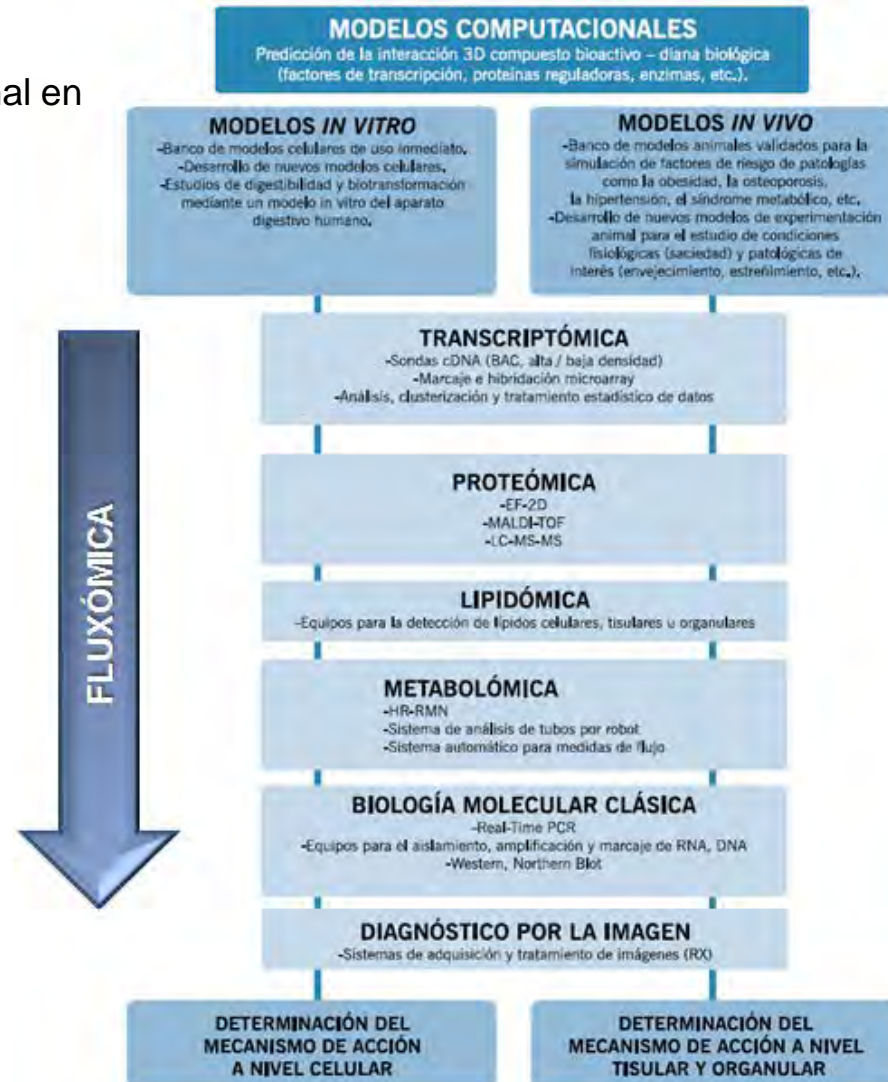 nal en
MODELOS COMPUTACIONALES
Predicción de la interacción 3D compuesto bioactivo – diana biológica
(factores de transcripción, proteínas reguladoras, enzimas, etc.).
MODELOS IN VITRO
-Banco de modelos celulares de uso inmediato.
-Desarrollo de nuevos modelos celulares.
-Estudios de digestibilidad y biotransformación
mediante un modelo in vitro del aparato
digestivo humano.
MODELOS IN VIVO
-Banco de modelos animales validados para la
simulación de factores de riesgo de patologías
como la obesidad, la osteoporosis,
la hipertensión, el síndrome metabólico, etc.
-Desarrollo de nuevos modelos de experimentación
animal para el estudio de condiciones
fisiológicas (saciedad) y patológicas de
interés (envejecimiento, estreñimiento, etc.).
FLUXÓMICA
TRANSCRIPTÓMICA
-Sondas cDNA (BAC, alta / baja densidad)
-Marcaje e hibridación microarray
-Análisis, clusterización y tratamiento estadístico de datos
PROTEÓMICA
-EF-2D
-MALDI-TOF
-LC-MS-MS
LIPIDÓMICA
-Equipos para la detección de lípidos celulares, tisulares u organulares
METABOLÓMICA
-HR-RMN
-Sistema de análisis de tubos por robot
-Sistema automático para medidas de flujo
BIOLOGÍA MOLECULAR CLÁSICA
-Real-Time PCR
-Equipos para el aislamiento, amplificación y marcaje de RNA, DNA
-Western, Northern Blot
DIAGNÓSTICO POR LA IMAGEN
-Sistemas de adquisición y tratamiento de imágenes (RX)
DETERMINACIÓN DEL
MECANISMO DE ACCIÓN
A NIVEL CELULAR
DETERMINACIÓN DEL
MECANISMO DE ACCIÓN A NIVEL
TISULAR Y ORGANULAR